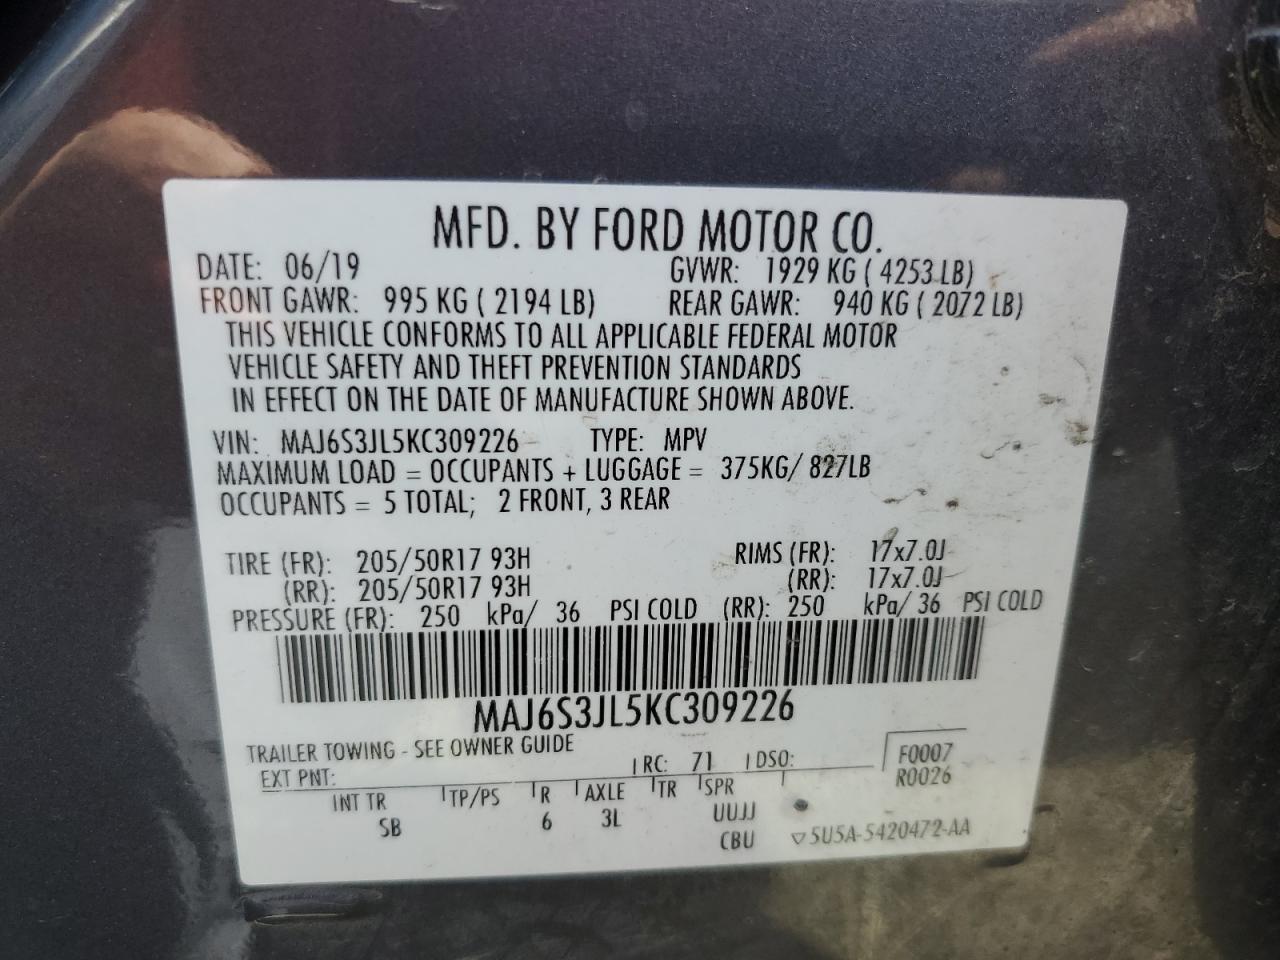 MFD. BY FORD MOTOR CO.
DATE: 06/19 GVWR: 1929 KG ( 4253 LB)
FRONT GAWR: 995 KG ( 2194 LB) REAR GAWR: 940 KG ( 2072 LB)
THIS VEHICLE CONFORMS TO ALL APPLICABLE FEDERAL MOTOR
VEHICLE SAFETY AND THEFT PREVENTION STANDARDS
IN EFFECT ON THE DATE OF MANUFACTURE SHOWN ABOVE.
VIN: MAJ6S3JL5KC309226 TYPE: MPV
MAXIMUM LOAD = OCCUPANTS + LUGGAGE = 375KG/ 827LB
OCCUPANTS = 5 TOTAL; 2 FRONT, 3 REAR
TIRE (FR): 205/50R17 93H RIMS (FR): 17x7.0J
(RR): 205/50R17 93H (RR): 17x7.0J
PRESSURE (FR): 250 kPa/ 36 PSI COLD (RR): 250 kPa/ 36 PSI COLD
MAJ6S3JL5KC309226
TRAILER TOWING - SEE OWNER GUIDE
EXT PNT: RC: 71 DSO: F0007
R0026
INT TR TP/PS R AXLE TR SPR
SB 6 3L UUJJ
CBU 5U5A-5420472-AA